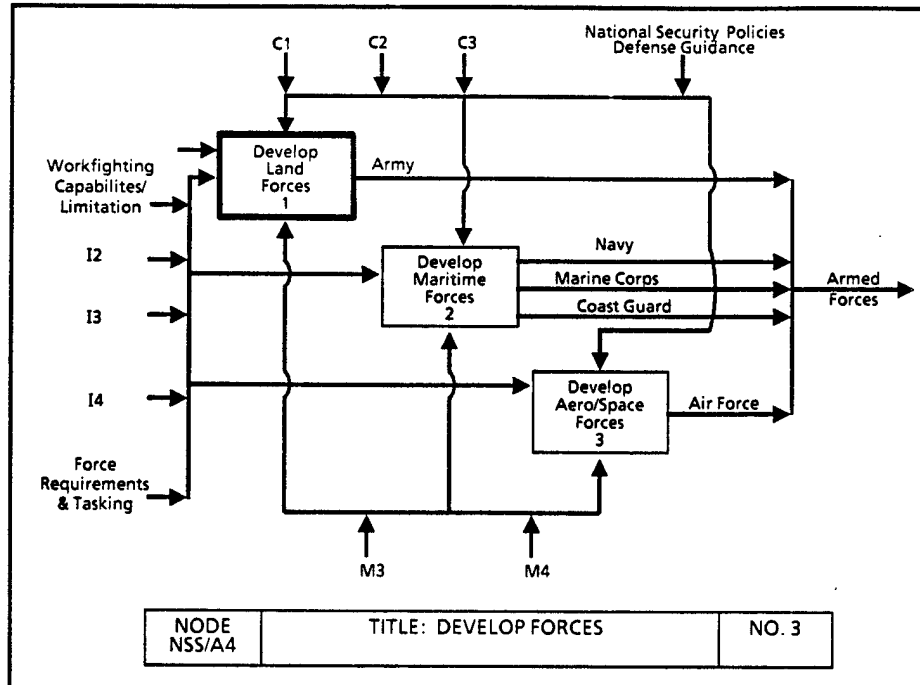 C1
C2
C3
National Security Policies
Defense Guidance
Develop
Land
Forces
1
Army
Workfighting
Capabilites/
Limitation
I2
Develop
Maritime
Forces
2
Navy
Marine Corps
Coast Guard
Armed
Forces
I3
I4
Develop
Aero/Space
Forces
3
Air Force
Force
Requirements
& Tasking
M3
M4
NODE
NSS/A4
TITLE: DEVELOP FORCES
NO. 3